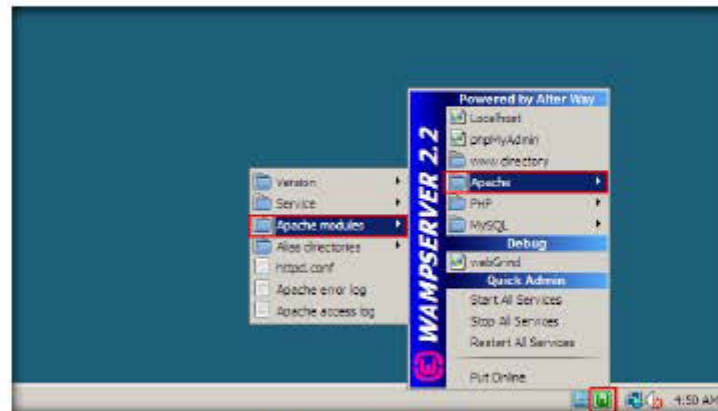 Powered by Alter Way
Localhost
phpMyAdmin
www directory
Apache
PHP
MySQL
Debug
webGrind
Quick Admin
Start All Services
Stop All Services
Restart All Services
Put Online
WAMPSERVER 2.2
Version
Service
Apache modules
Alias directories
httpd.conf
Apache error log
Apache access log
4:50 AM